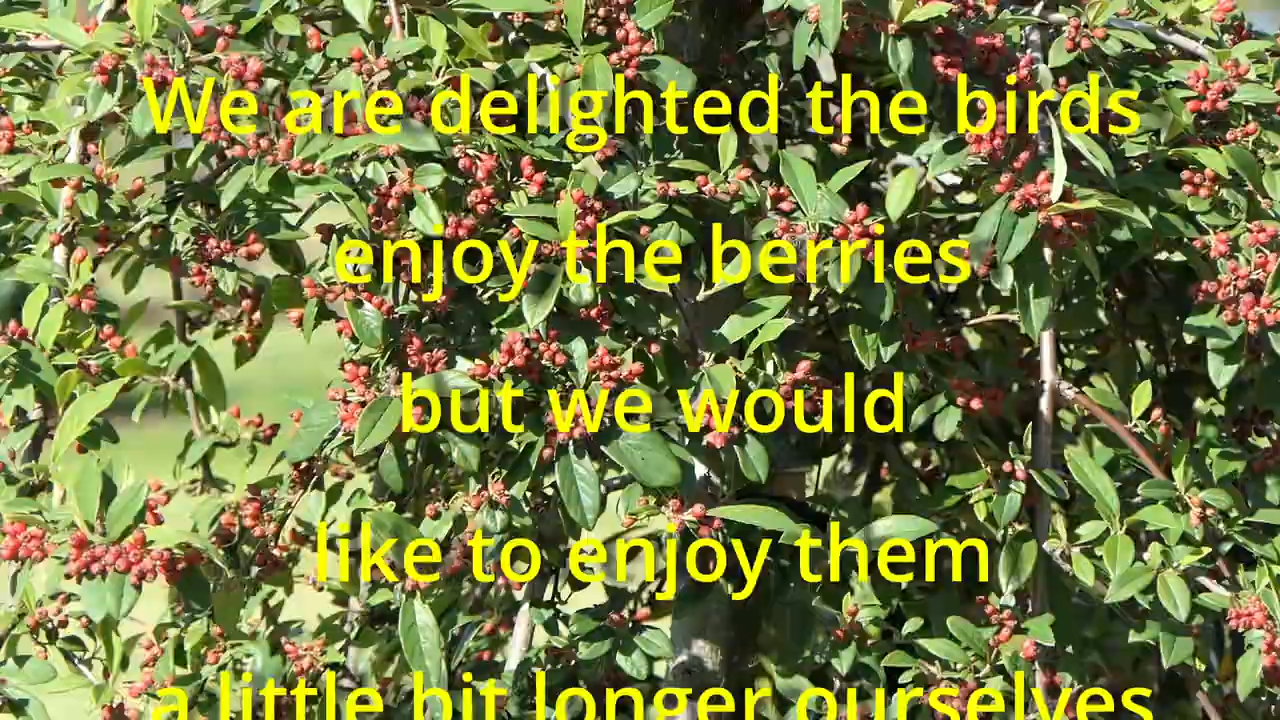 We are delighted the birds
enjoy the berries
but we would
like to enjoy them
a little bit longer ourselves